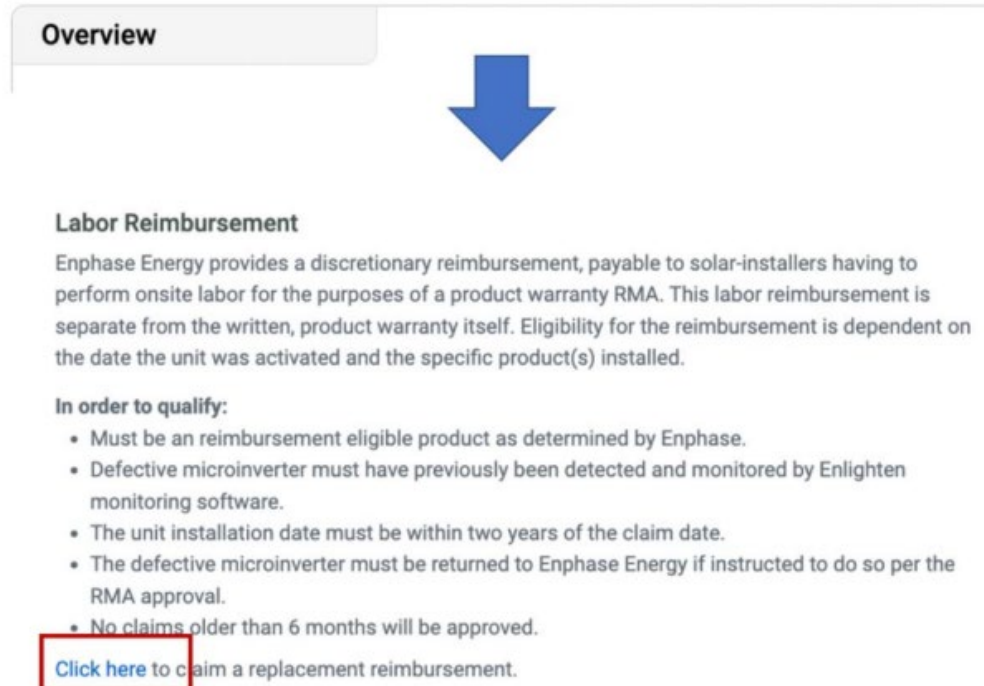 Overview
Labor Reimbursement
Enphase Energy provides a discretionary reimbursement, payable to solar-installers having to
perform onsite labor for the purposes of a product warranty RMA. This labor reimbursement is
separate from the written, product warranty itself. Eligibility for the reimbursement is dependent on
the date the unit was activated and the specific product(s) installed.
In order to qualify:
• Must be an reimbursement eligible product as determined by Enphase.
• Defective microinverter must have previously been detected and monitored by Enlighten
monitoring software.
• The unit installation date must be within two years of the claim date.
• The defective microinverter must be returned to Enphase Energy if instructed to do so per the
RMA approval.
• No claims older than 6 months will be approved.
Click here to claim a replacement reimbursement.